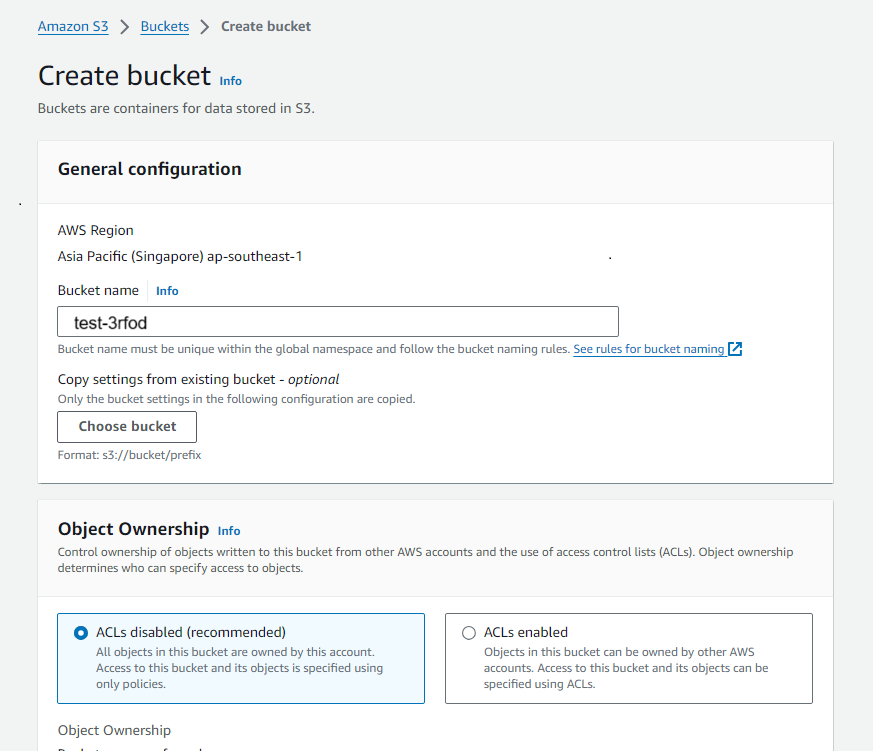 Amazon S3 > Buckets > Create bucket
Create bucket Info
Buckets are containers for data stored in S3.
General configuration
AWS Region
Asia Pacific (Singapore) ap-southeast-1
Bucket name Info
test-3rfod
Bucket name must be unique within the global namespace and follow the bucket naming rules. See rules for bucket naming
Copy settings from existing bucket - optional
Only the bucket settings in the following configuration are copied.
Choose bucket
Format: s3://bucket/prefix
Object Ownership Info
Control ownership of objects written to this bucket from other AWS accounts and the use of access control lists (ACLs). Object ownership
determines who can specify access to objects.
ACLs disabled (recommended)
All objects in this bucket are owned by this account.
Access to this bucket and its objects is specified using
only policies.
ACLs enabled
Objects in this bucket can be owned by other AWS
accounts. Access to this bucket and its objects can be
specified using ACLs.
Object Ownership